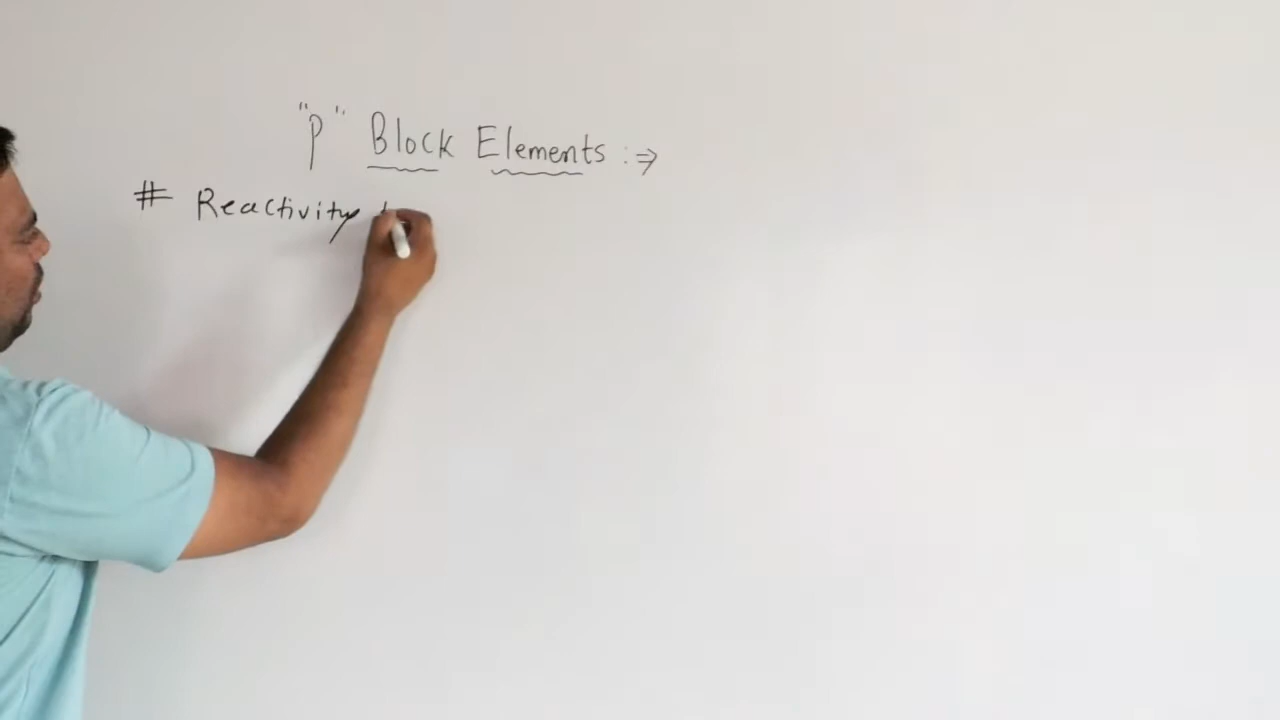 "p" Block Elements :⇒
# Reactivity